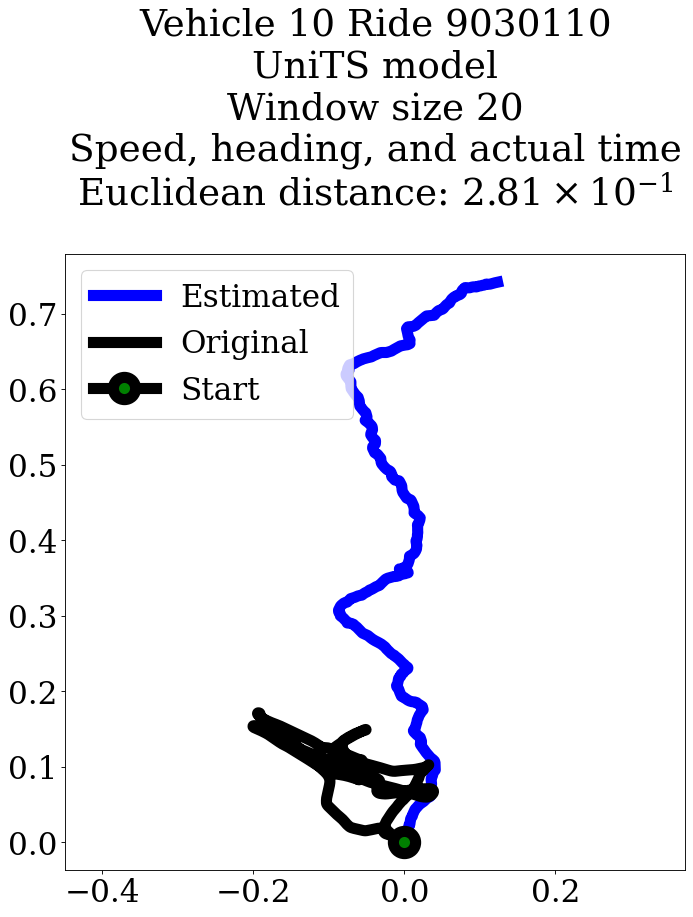 Vehicle 10 Ride 9030110
UniTS model
Window size 20
Speed, heading, and actual time
Euclidean distance: 2.81 × 10⁻¹
Estimated
Original
Start
0.7
0.6
0.5
0.4
0.3
0.2
0.1
0.0
−0.4 −0.2 0.0 0.2